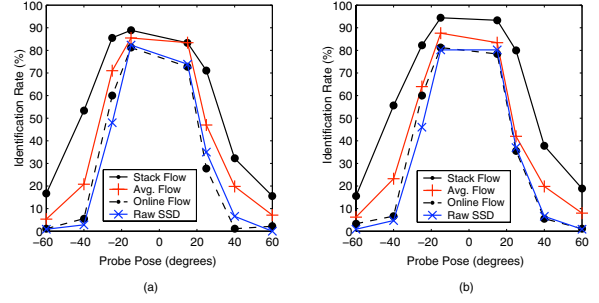 100
90
80
70
60
50
40
30
20
10
0
Identification Rate (%)
Stack Flow
Avg. Flow
Online Flow
Raw SSD
−60 −40 −20 0 20 40 60
Probe Pose (degrees)
(a)
100
90
80
70
60
50
40
30
20
10
0
Identification Rate (%)
Stack Flow
Avg. Flow
Online Flow
Raw SSD
−60 −40 −20 0 20 40 60
Probe Pose (degrees)
(b)